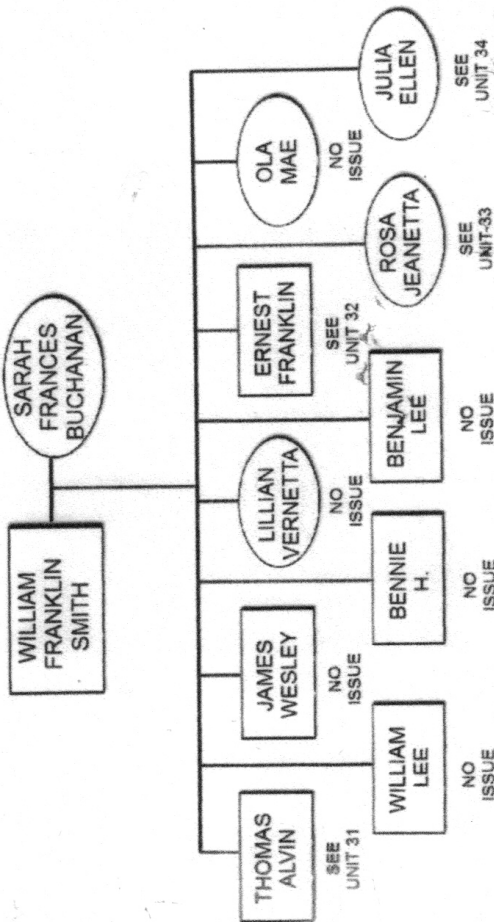 WILLIAM
FRANKLIN
SMITH
SARAH
FRANCES
BUCHANAN
THOMAS
ALVIN
SEE
UNIT 31
WILLIAM
LEE
NO
ISSUE
JAMES
WESLEY
NO
ISSUE
BENNIE
H.
NO
ISSUE
LILLIAN
VERNETTA
NO
ISSUE
BENJAMIN
LEE
NO
ISSUE
ERNEST
FRANKLIN
SEE
UNIT 32
ROSA
JEANETTA
SEE
UNIT-33
OLA
MAE
NO
ISSUE
JULIA
ELLEN
SEE
UNIT 34